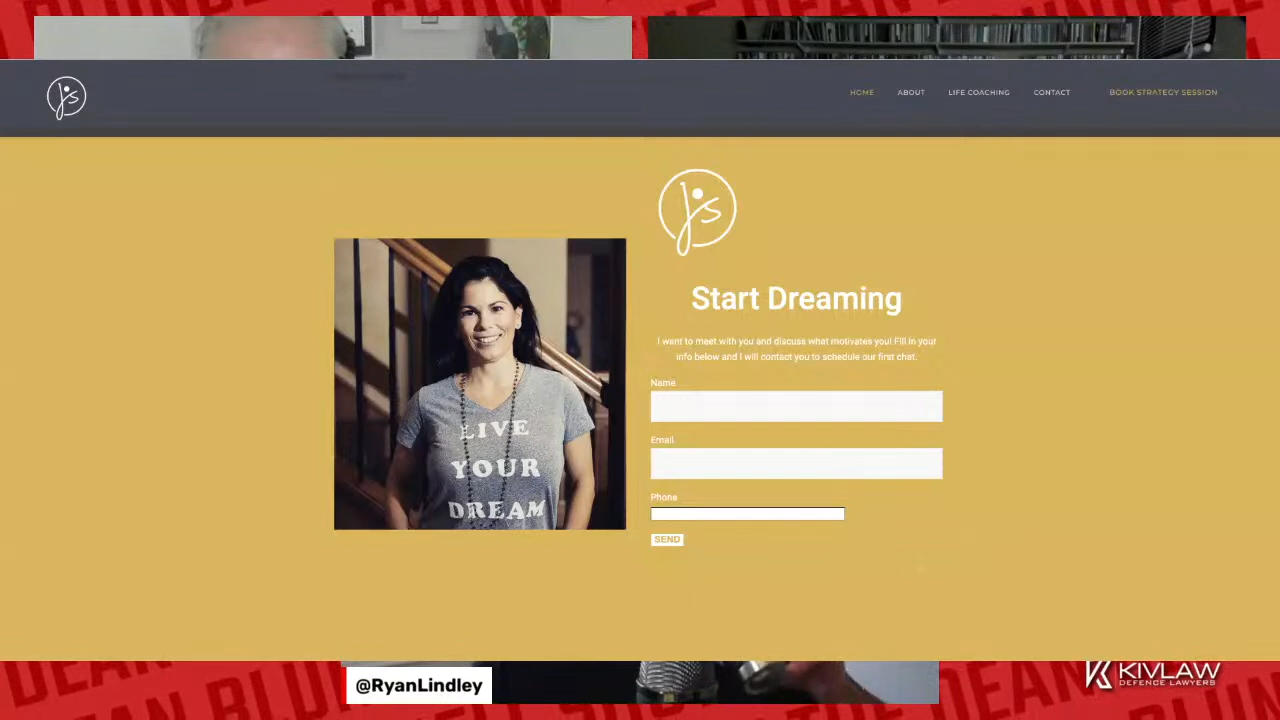 HOME
ABOUT
LIFE COACHING
CONTACT
BOOK STRATEGY SESSION
js
Start Dreaming
I want to meet with you and discuss what motivates you! Fill in your
info below and I will contact you to schedule our first chat.
Name
Email
Phone
SEND
LIVE
YOUR
DREAM
@RyanLindley
KIVLAW
DEFENCE LAWYERS